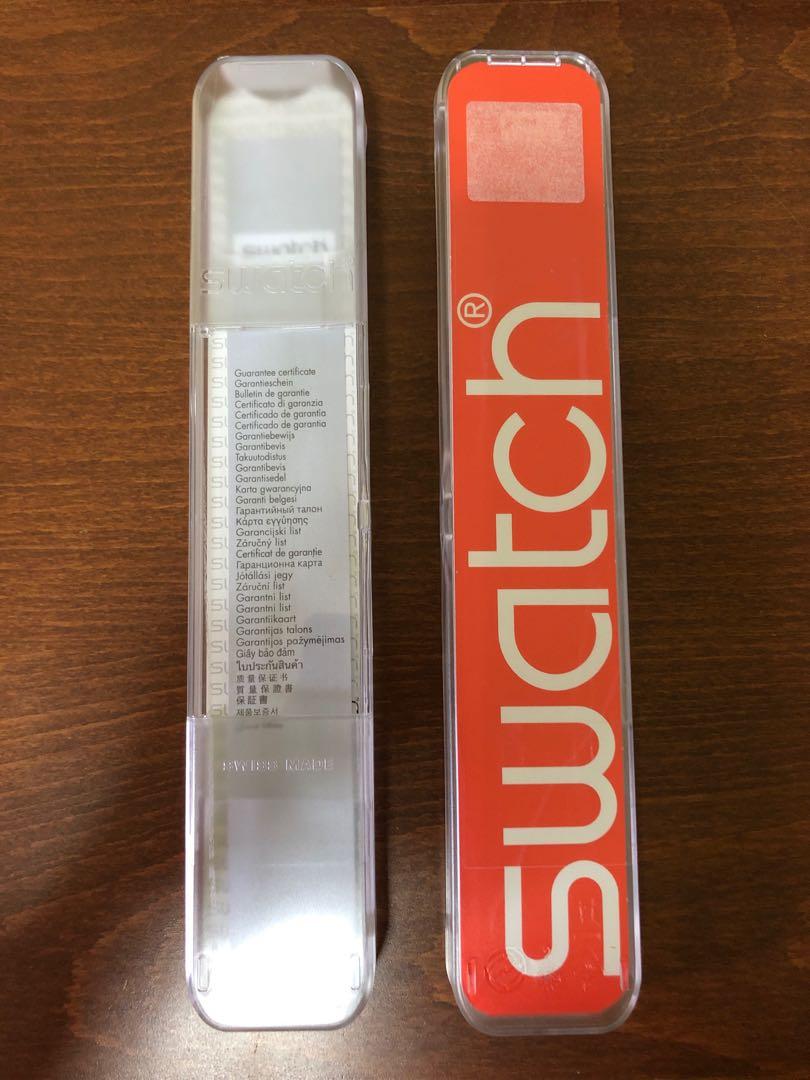 swatch
swatch
Guarantee certificate
Garantieschein
Bulletin de garantie
Certificato di garanzia
Certificado de garantia
Certificado de garantia
Garantiebewijs
Garantibevis
Takuutodistus
Garantibevis
Garantisedel
Karta gwarancyjna
Garanti belgesi
Гарантийный талон
Κάρτα εγγύησης
Garancijski list
Záručný list
Certificat de garanție
Гаранционна карта
Jótállási jegy
Záruční list
Garantni list
Garantni list
Garantiikaart
Garantijas talons
Garantijos pažymėjimas
Giấy bảo đảm
ใบประกันสินค้า
质量保证书
質量保證書
保証書
제품보증서
SWISS MADE
swatch®